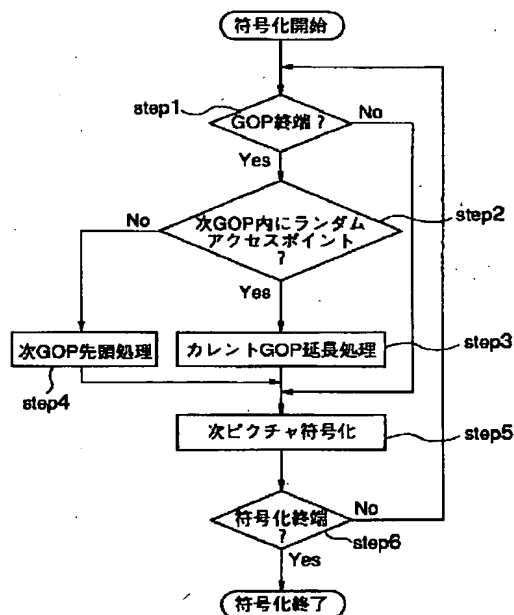 符号化開始
step1
GOP終端？
No
Yes
No
次GOP内にランダム
アクセスポイント
？
step2
Yes
次GOP先頭処理
カレントGOP延長処理
step3
step4
次ピクチャ符号化
step5
符号化終端
？
No
step6
Yes
符号化終了